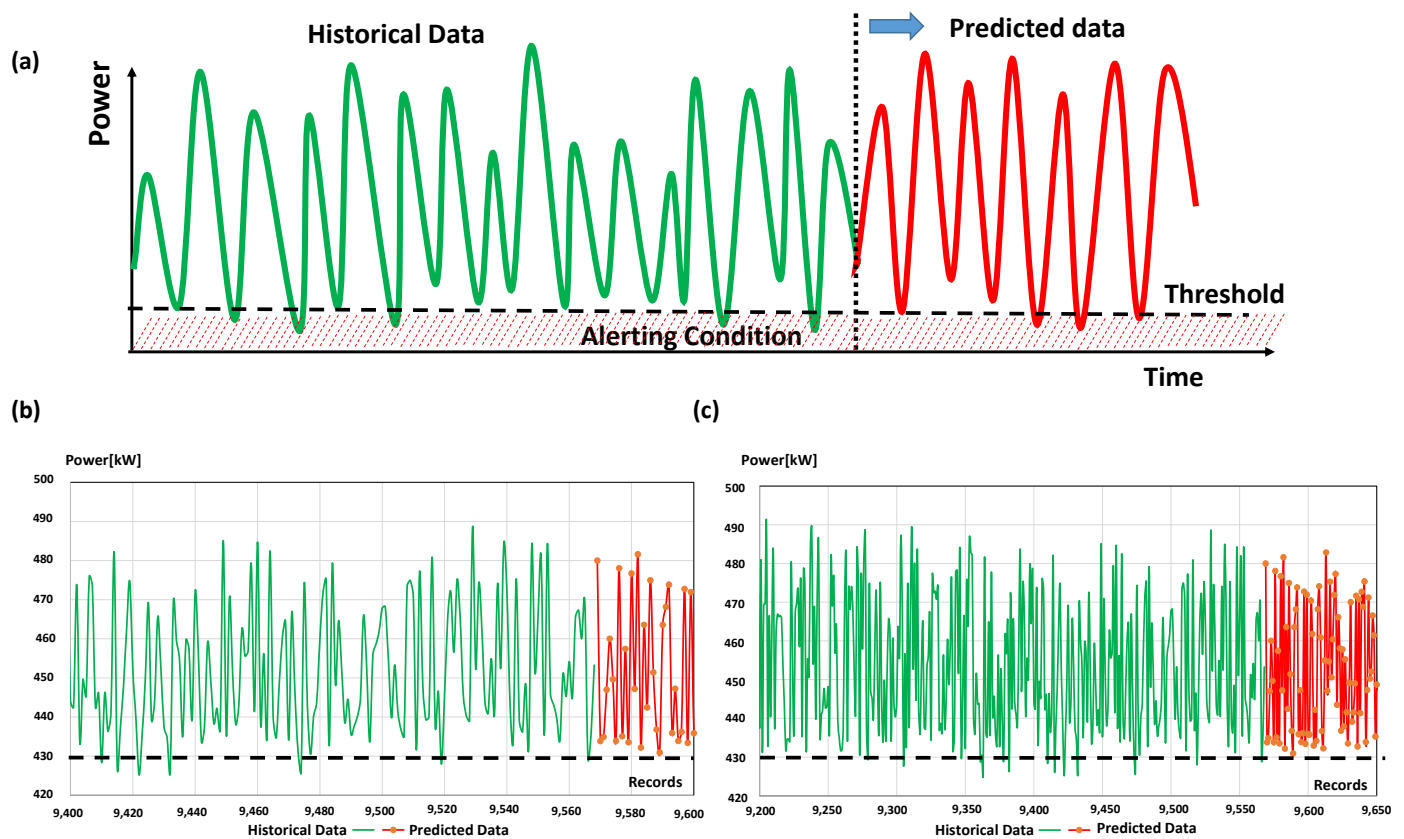 Historical Data
Predicted data
(a)
Power
Threshold
Alerting Condition
Time
(b)
(c)
Power[kW]
500
490
480
470
460
450
440
430
420
Records
9,400
9,420
9,440
9,460
9,480
9,500
9,520
9,540
9,560
9,580
9,600
Historical Data
Predicted Data
Power[kW]
500
490
480
470
460
450
440
430
420
Records
9,200
9,250
9,300
9,350
9,400
9,450
9,500
9,550
9,600
9,650
Historical Data
Predicted Data